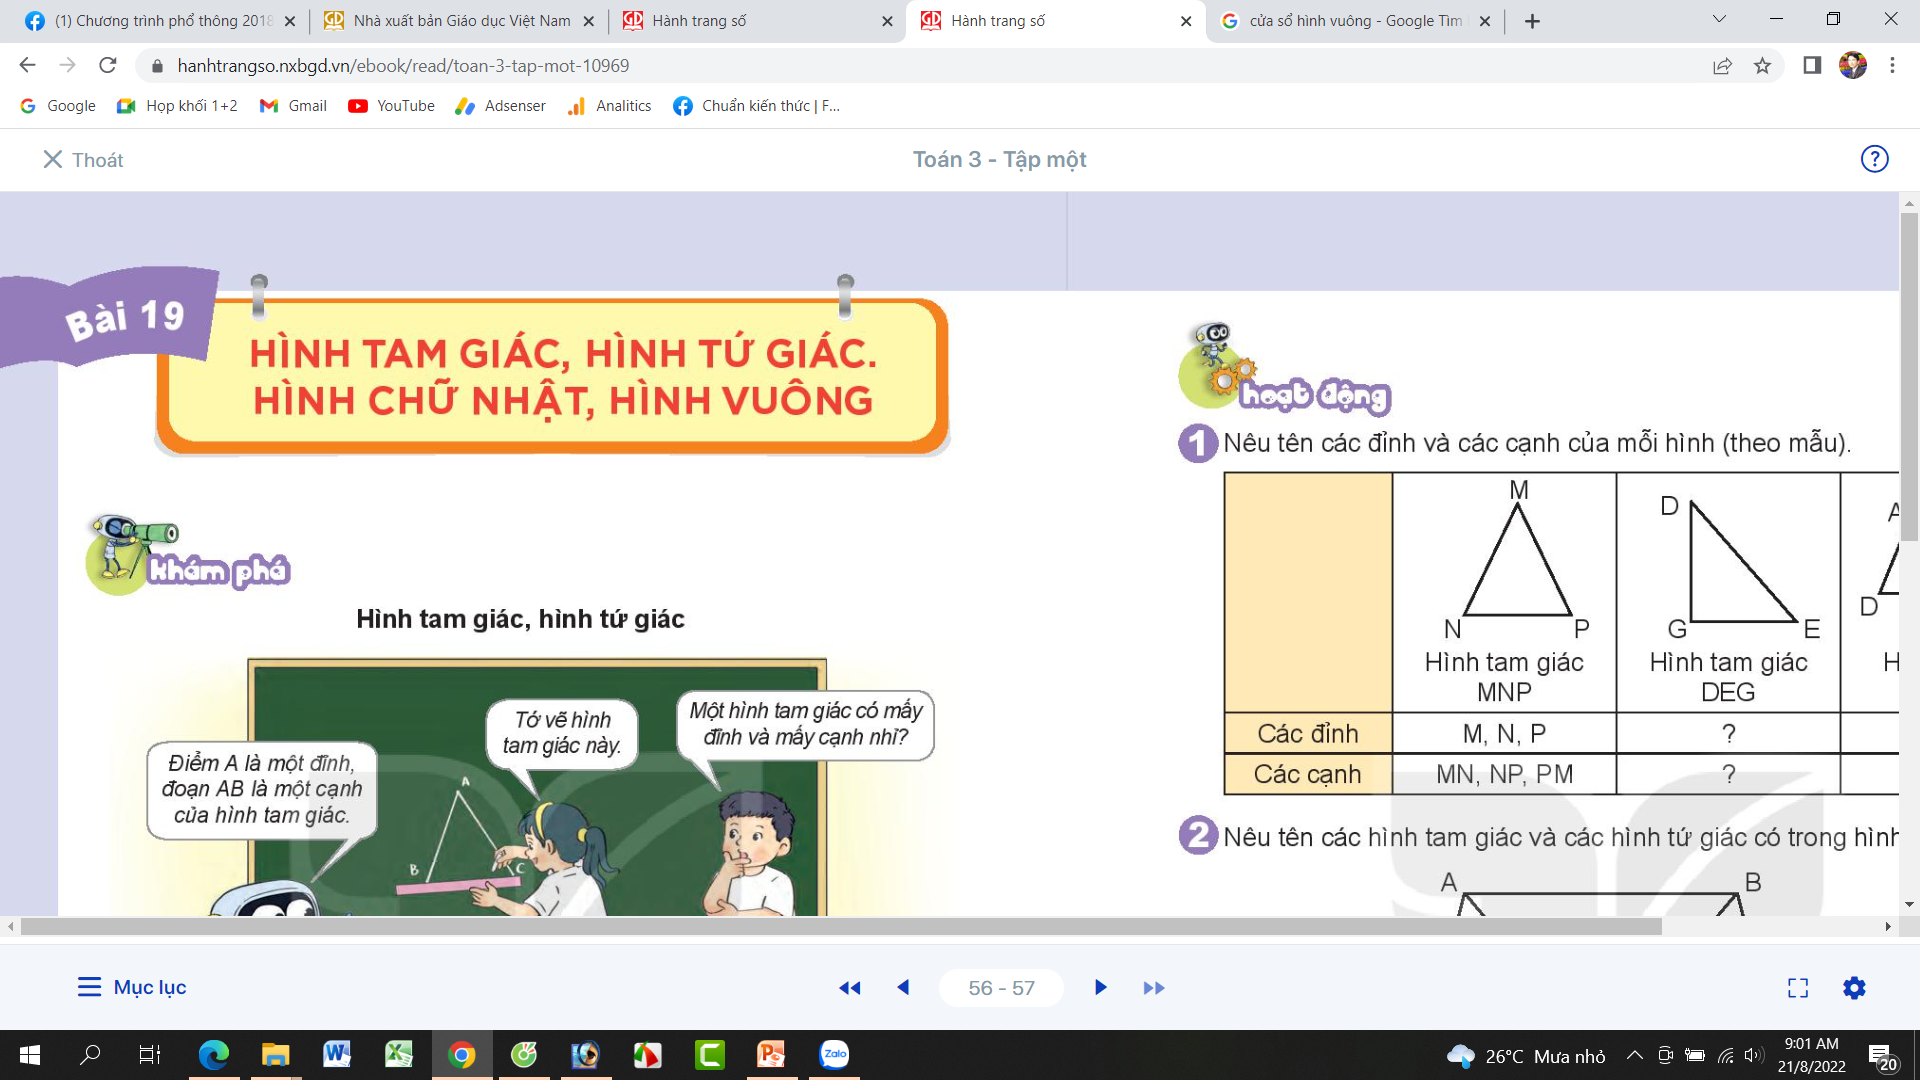 (1) Chương trình phổ thông 2018
Nhà xuất bản Giáo dục Việt Nam
Hành trang số
Hành trang số
cửa sổ hình vuông - Google Tìm
hanhtrangso.nxbgd.vn/ebook/read/toan-3-tap-mot-10969
Google
Họp khối 1+2
Gmail
YouTube
Adsenser
Analitics
Chuẩn kiến thức | F...
Thoát
Toán 3 - Tập một
?
Bài 19
HÌNH TAM GIÁC, HÌNH TỨ GIÁC.
HÌNH CHỮ NHẬT, HÌNH VUÔNG
khám phá
Hình tam giác, hình tứ giác
Điểm A là một đỉnh,
đoạn AB là một cạnh
của hình tam giác.
Tớ vẽ hình
tam giác này.
Một hình tam giác có mấy
đỉnh và mấy cạnh nhỉ?
A
B
C
hoạt động
1 Nêu tên các đỉnh và các cạnh của mỗi hình (theo mẫu).
M
N
P
Hình tam giác
MNP
D
G
E
Hình tam giác
DEG
A
D
H
Các đỉnh
M, N, P
?
Các cạnh
MN, NP, PM
?
2 Nêu tên các hình tam giác và các hình tứ giác có trong hình
A
B
Mục lục
56 - 57
Zalo
26°C Mưa nhỏ
9:01 AM
21/8/2022
20